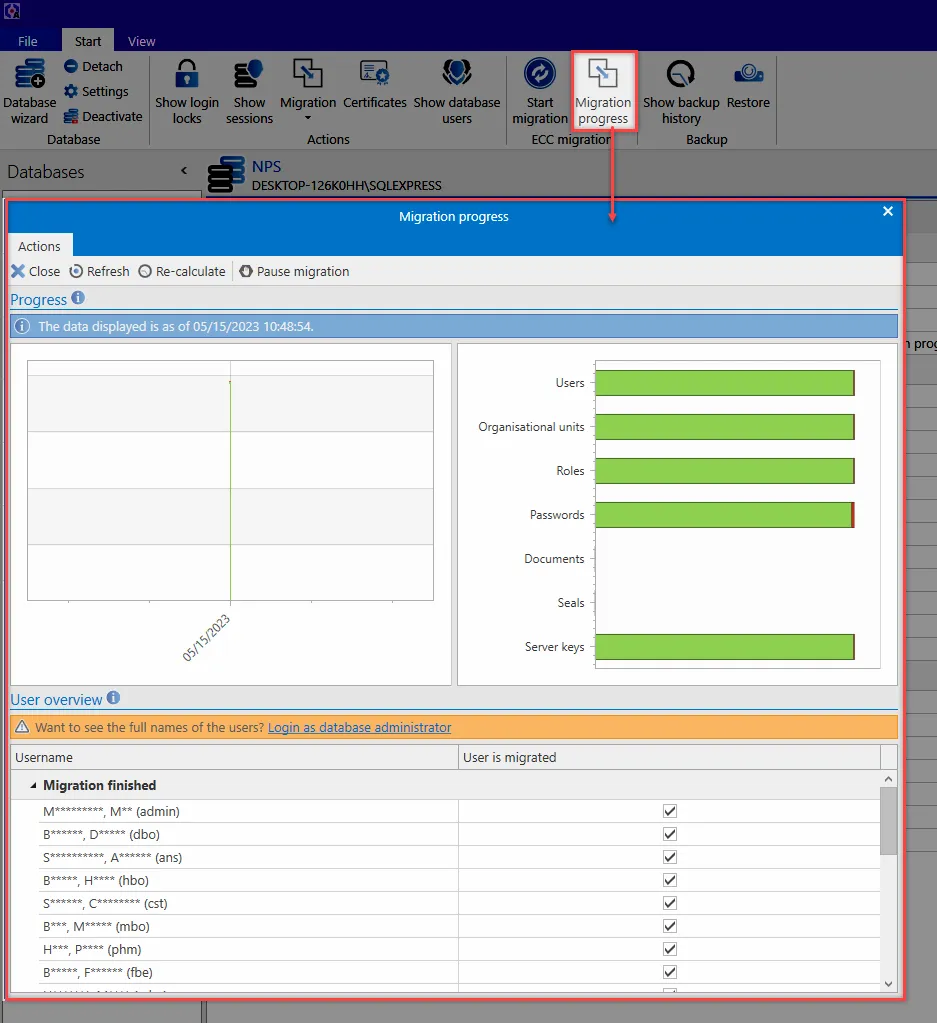 File Start View
Database wizard
Detach
Settings
Deactivate
Database
Show login locks
Show sessions
Migration
Certificates
Show database users
Actions
Start migration
Migration progress
ECC migration
Show backup history
Restore
Backup
Databases
NPS
DESKTOP-126K0HH\SQLEXPRESS
Migration progress
Actions
Close Refresh Re-calculate Pause migration
Progress
The data displayed is as of 05/15/2023 10:48:54.
05/15/2023
Users
Organisational units
Roles
Passwords
Documents
Seals
Server keys
User overview
Want to see the full names of the users? Login as database administrator
Username User is migrated
Migration finished
M*********, M** (admin)
B******, D***** (dbo)
S**********, A****** (ans)
B*****, H**** (hbo)
S******, C******** (cst)
B***, M***** (mbo)
H***, P**** (phm)
B*****, F****** (fbe)